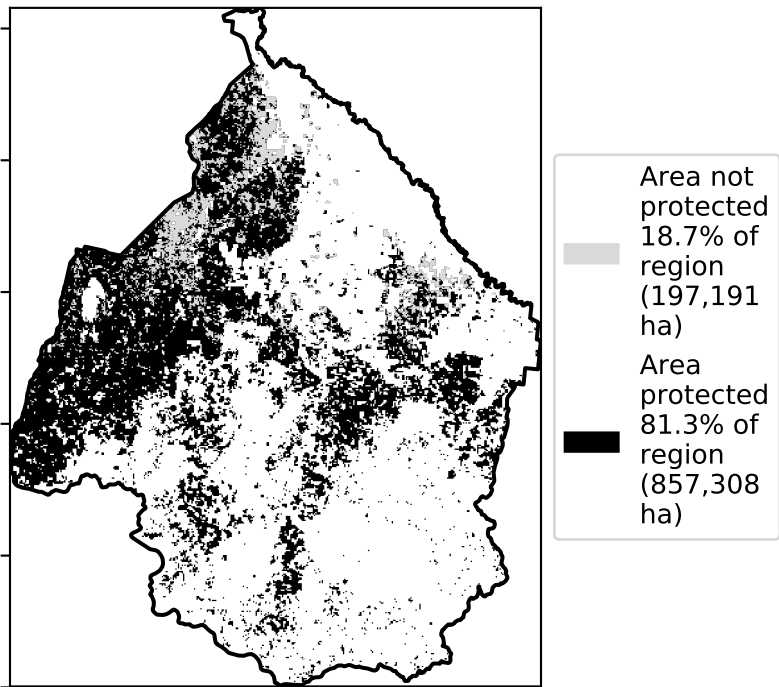 Area not
protected
18.7% of
region
(197,191
ha)
Area
protected
81.3% of
region
(857,308
ha)